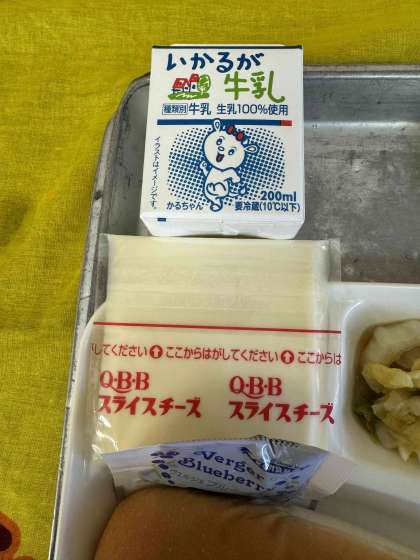 いかるが
牛乳
種類別 牛乳 生乳100%使用
イラストはイメージです。
かるちゃん
200ml
要冷蔵(10℃以下)
がしてください ここからはがしてください ここからは
Q・B・B Q・B・B
スライスチーズ スライスチーズ
Verger
Blueberry